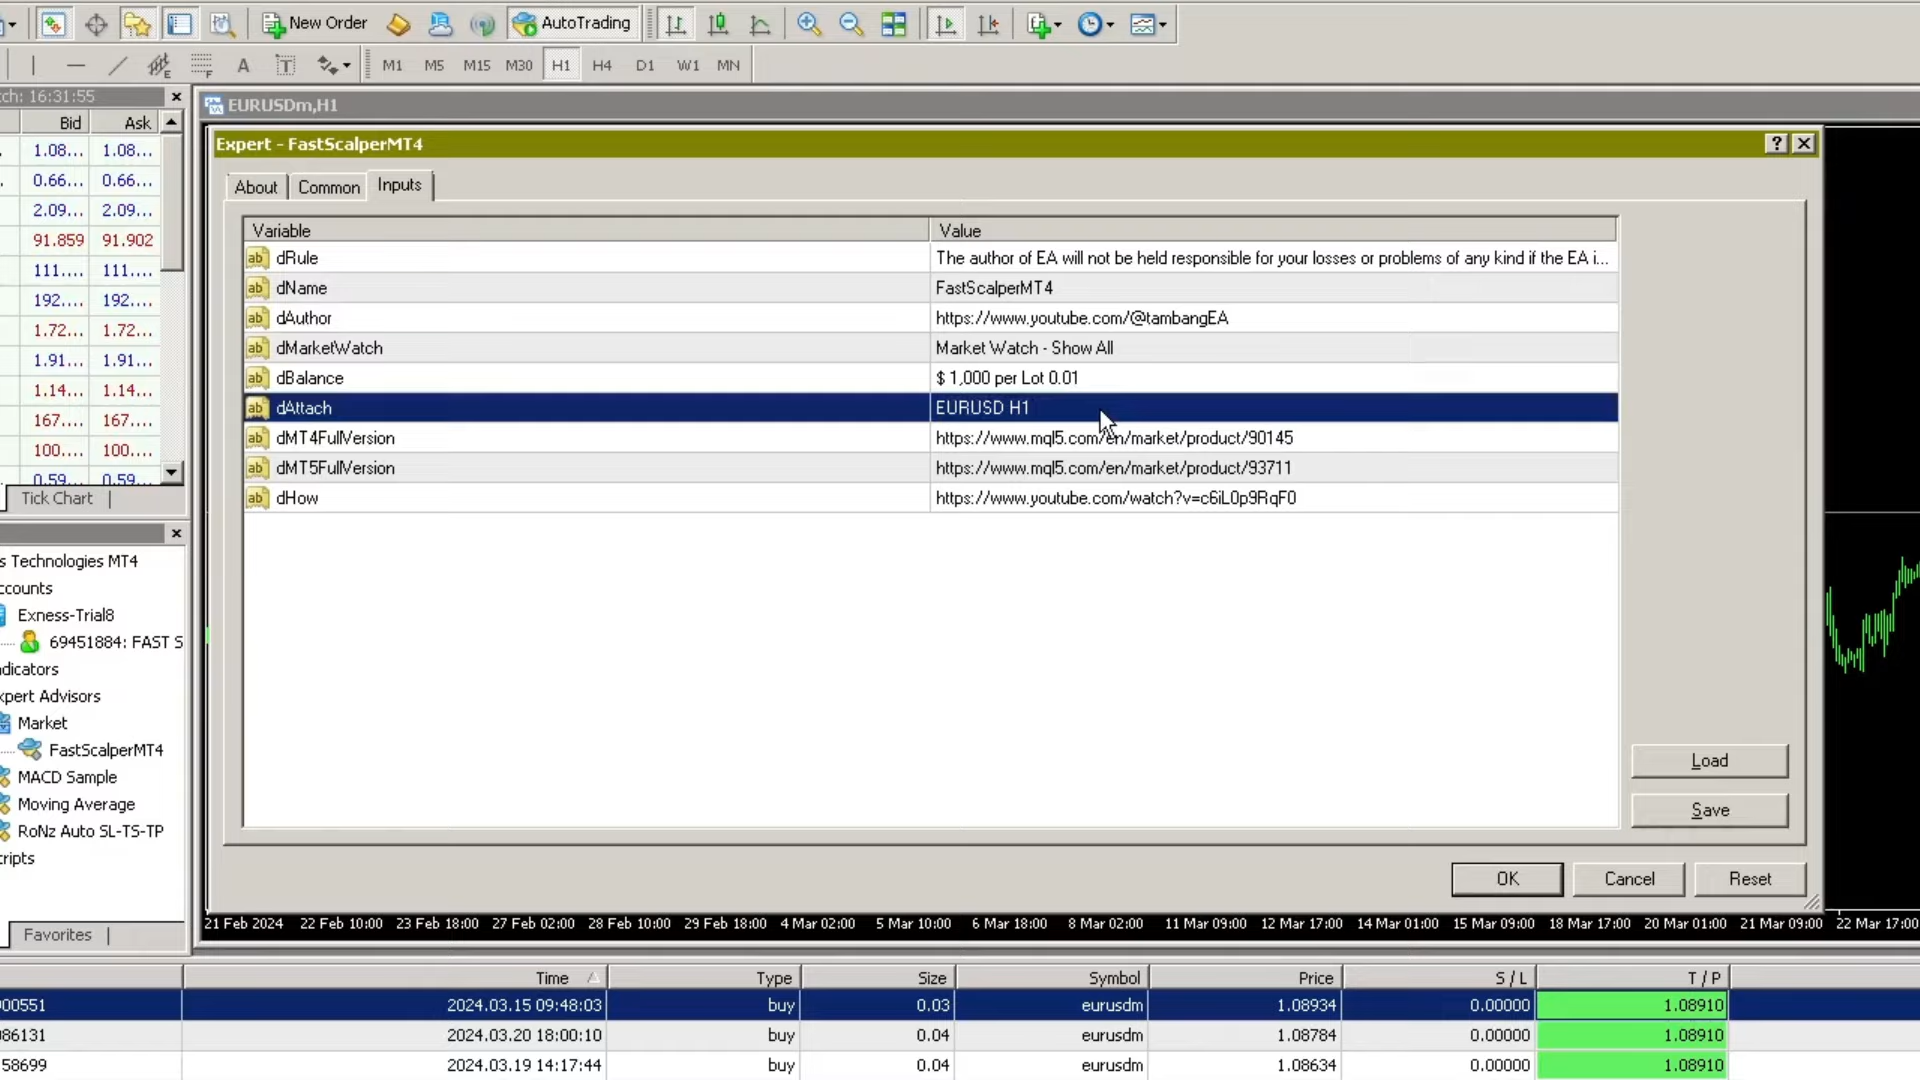 New Order
AutoTrading
E
F
A
T
M1 M5 M15 M30 H1 H4 D1 W1 MN
tch: 16:31:55
EURUSDm,H1
Bid Ask
1.08... 1.08...
0.66... 0.66...
2.09... 2.09...
91.859 91.902
111.... 111....
192.... 192....
1.72... 1.72...
1.91... 1.91...
1.14... 1.14...
167.... 167....
100.... 100....
0.59... 0.59...
Tick Chart
Expert - FastScalperMT4
About Common Inputs
Variable Value
dRule The author of EA will not be held responsible for your losses or problems of any kind if the EA i...
dName FastScalperMT4
dAuthor https://www.youtube.com/@tambangEA
dMarketWatch Market Watch - Show All
dBalance $ 1,000 per Lot 0.01
dAttach EURUSD H1
dMT4FullVersion https://www.mql5.com/en/market/product/90145
dMT5FullVersion https://www.mql5.com/en/market/product/93711
dHow https://www.youtube.com/watch?v=c6iL0p9RqF0
Load
Save
OK Cancel Reset
s Technologies MT4
ccounts
Exness-Trial8
69451884: FAST S
ndicators
xpert Advisors
Market
FastScalperMT4
MACD Sample
Moving Average
RoNz Auto SL-TS-TP
cripts
Favorites
21 Feb 2024 22 Feb 10:00 23 Feb 18:00 27 Feb 02:00 28 Feb 10:00 29 Feb 18:00 4 Mar 02:00 5 Mar 10:00 6 Mar 18:00 8 Mar 02:00 11 Mar 09:00 12 Mar 17:00 14 Mar 01:00 15 Mar 09:00 18 Mar 17:00 20 Mar 01:00 21 Mar 09:00 22 Mar 17:00
Time Type Size Symbol Price S / L T / P
00551 2024.03.15 09:48:03 buy 0.03 eurusdm 1.08934 0.00000 1.08910
86131 2024.03.20 18:00:10 buy 0.04 eurusdm 1.08784 0.00000 1.08910
58699 2024.03.19 14:17:44 buy 0.04 eurusdm 1.08634 0.00000 1.08910